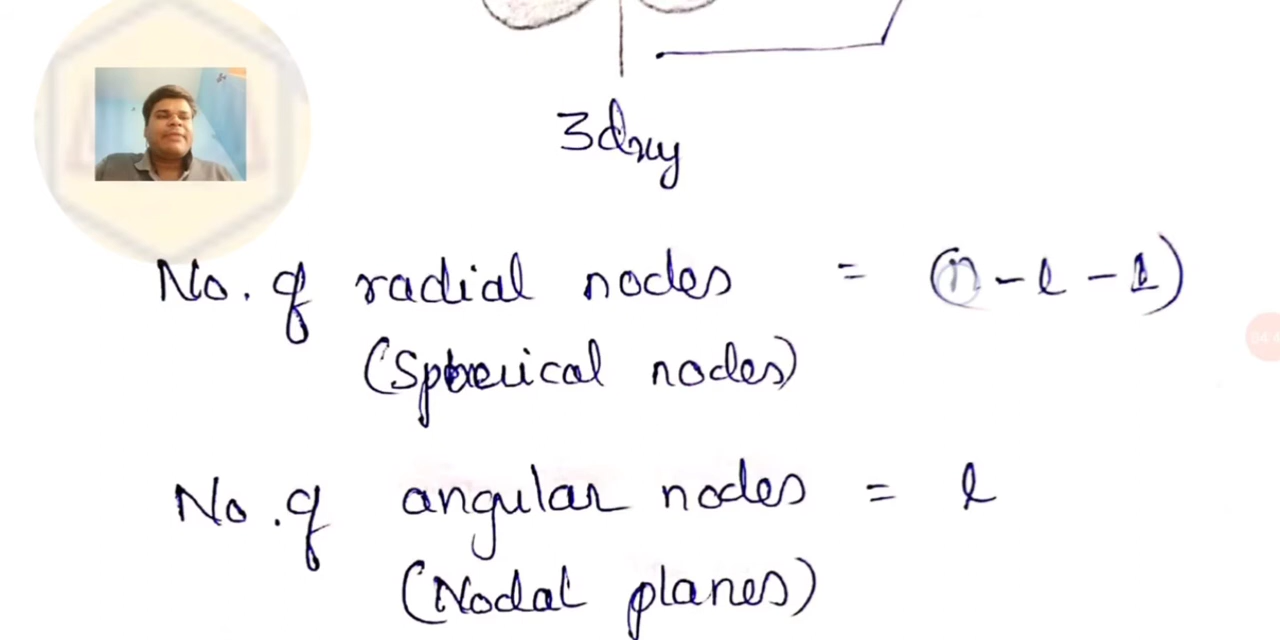 3dxy
No. of radial nodes = (n - l - 1)
(Spherical nodes)
No. of angular nodes = l
(Nodal planes)